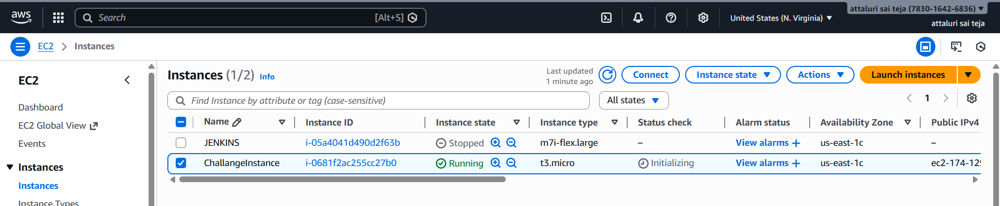 aws
Search [Alt+S]
United States (N. Virginia)
attaluri sai teja (7830-1642-6836)
attaluri sai teja
EC2 Instances
EC2
Dashboard
EC2 Global View
Events
Instances
Instances
Instance Types
Instances (1/2) Info
Last updated
1 minute ago
Connect
Instance state
Actions
Launch instances
Find Instance by attribute or tag (case-sensitive)
All states
1
Name Instance ID Instance state Instance type Status check Alarm status Availability Zone Public IPv4
JENKINS i-05a4041d490d2f63b Stopped m7i-flex.large – View alarms + us-east-1c –
ChallangeInstance i-0681f2ac255cc27b0 Running t3.micro Initializing View alarms + us-east-1c ec2-174-129